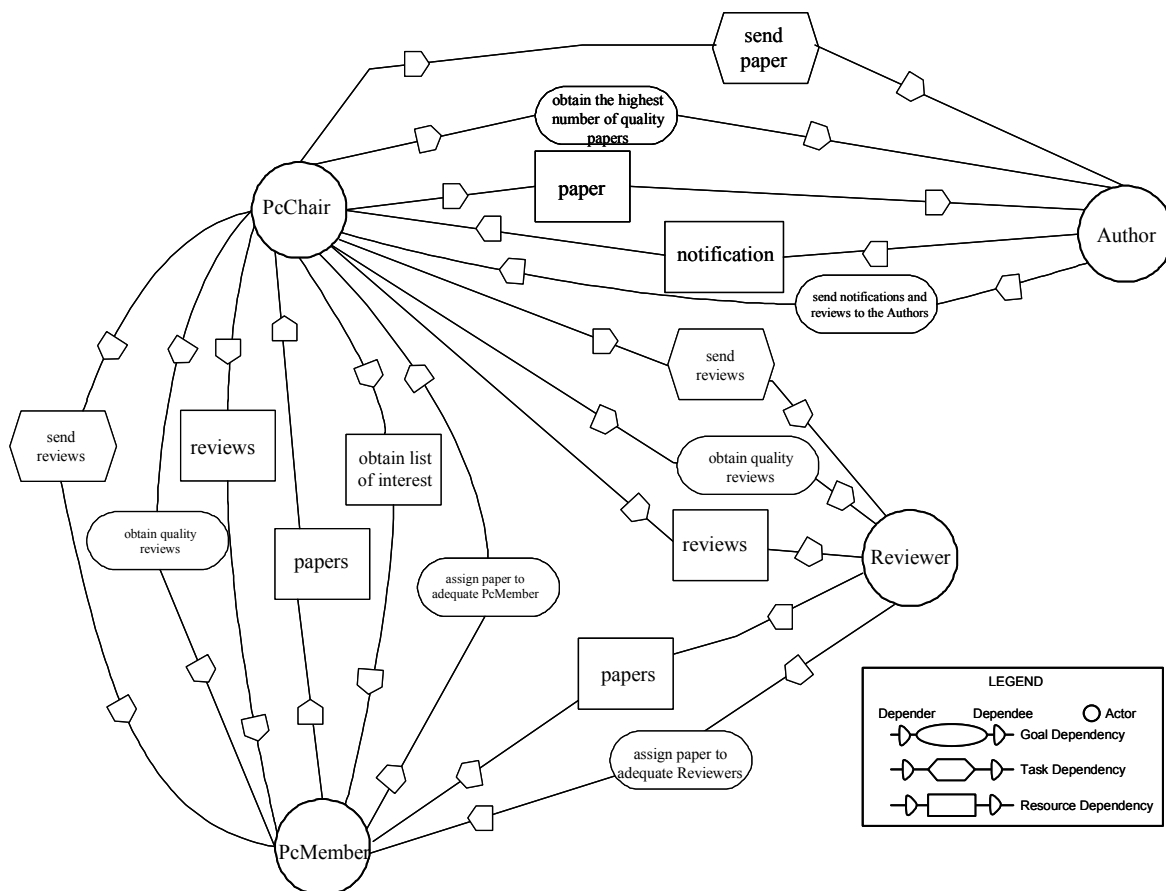 send
paper
obtain the highest
number of quality
papers
paper
PcChair
notification
Author
send notifications and
reviews to the Authors
send
reviews
send
reviews
reviews
obtain list
of interest
obtain quality
reviews
obtain quality
reviews
papers
reviews
Reviewer
assign paper to
adequate PcMember
papers
assign paper to
adequate Reviewers
PcMember
LEGEND
Depender
Dependee
Actor
Goal Dependency
Task Dependency
Resource Dependency